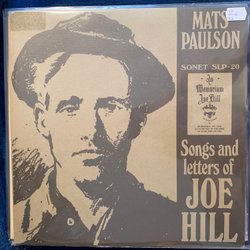 MATS
PAULSON
SONET SLP-20
In
Memoriam
Joe Hill
Songs and
letters of
JOE
HILL